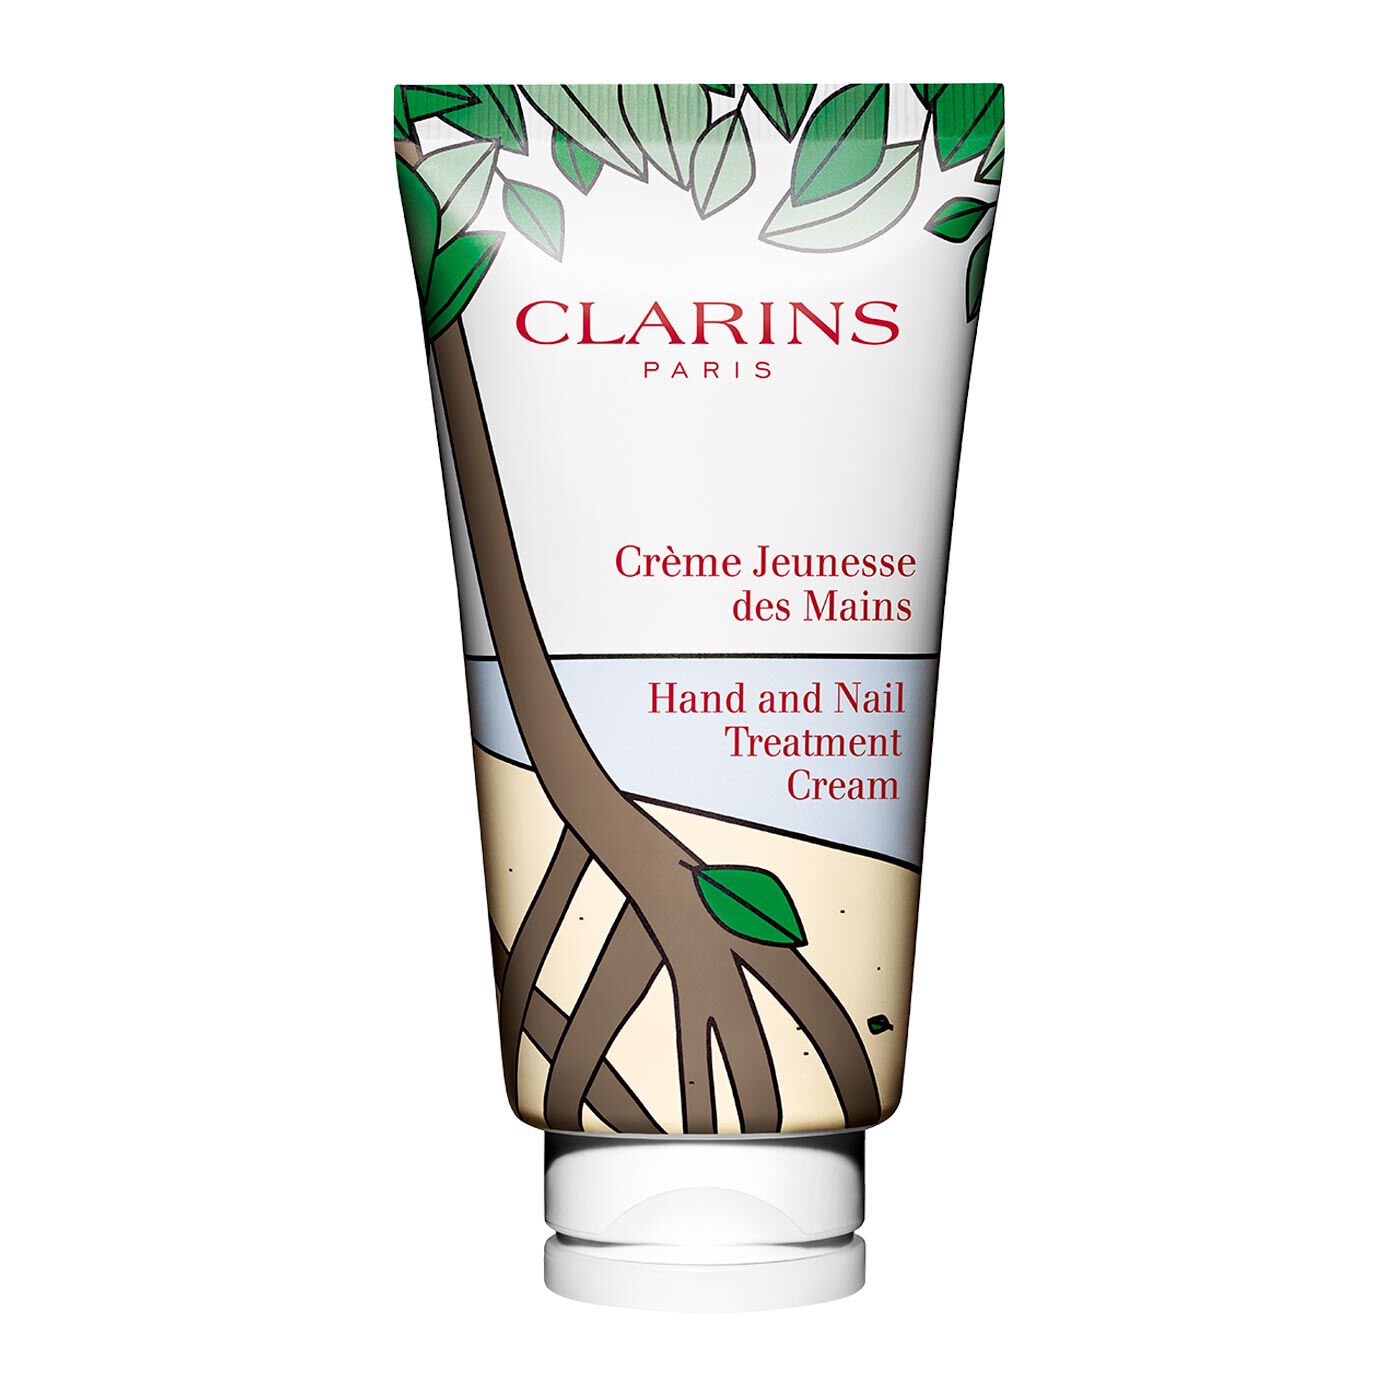 CLARINS
PARIS
Crème Jeunesse
des Mains
Hand and Nail
Treatment
Cream